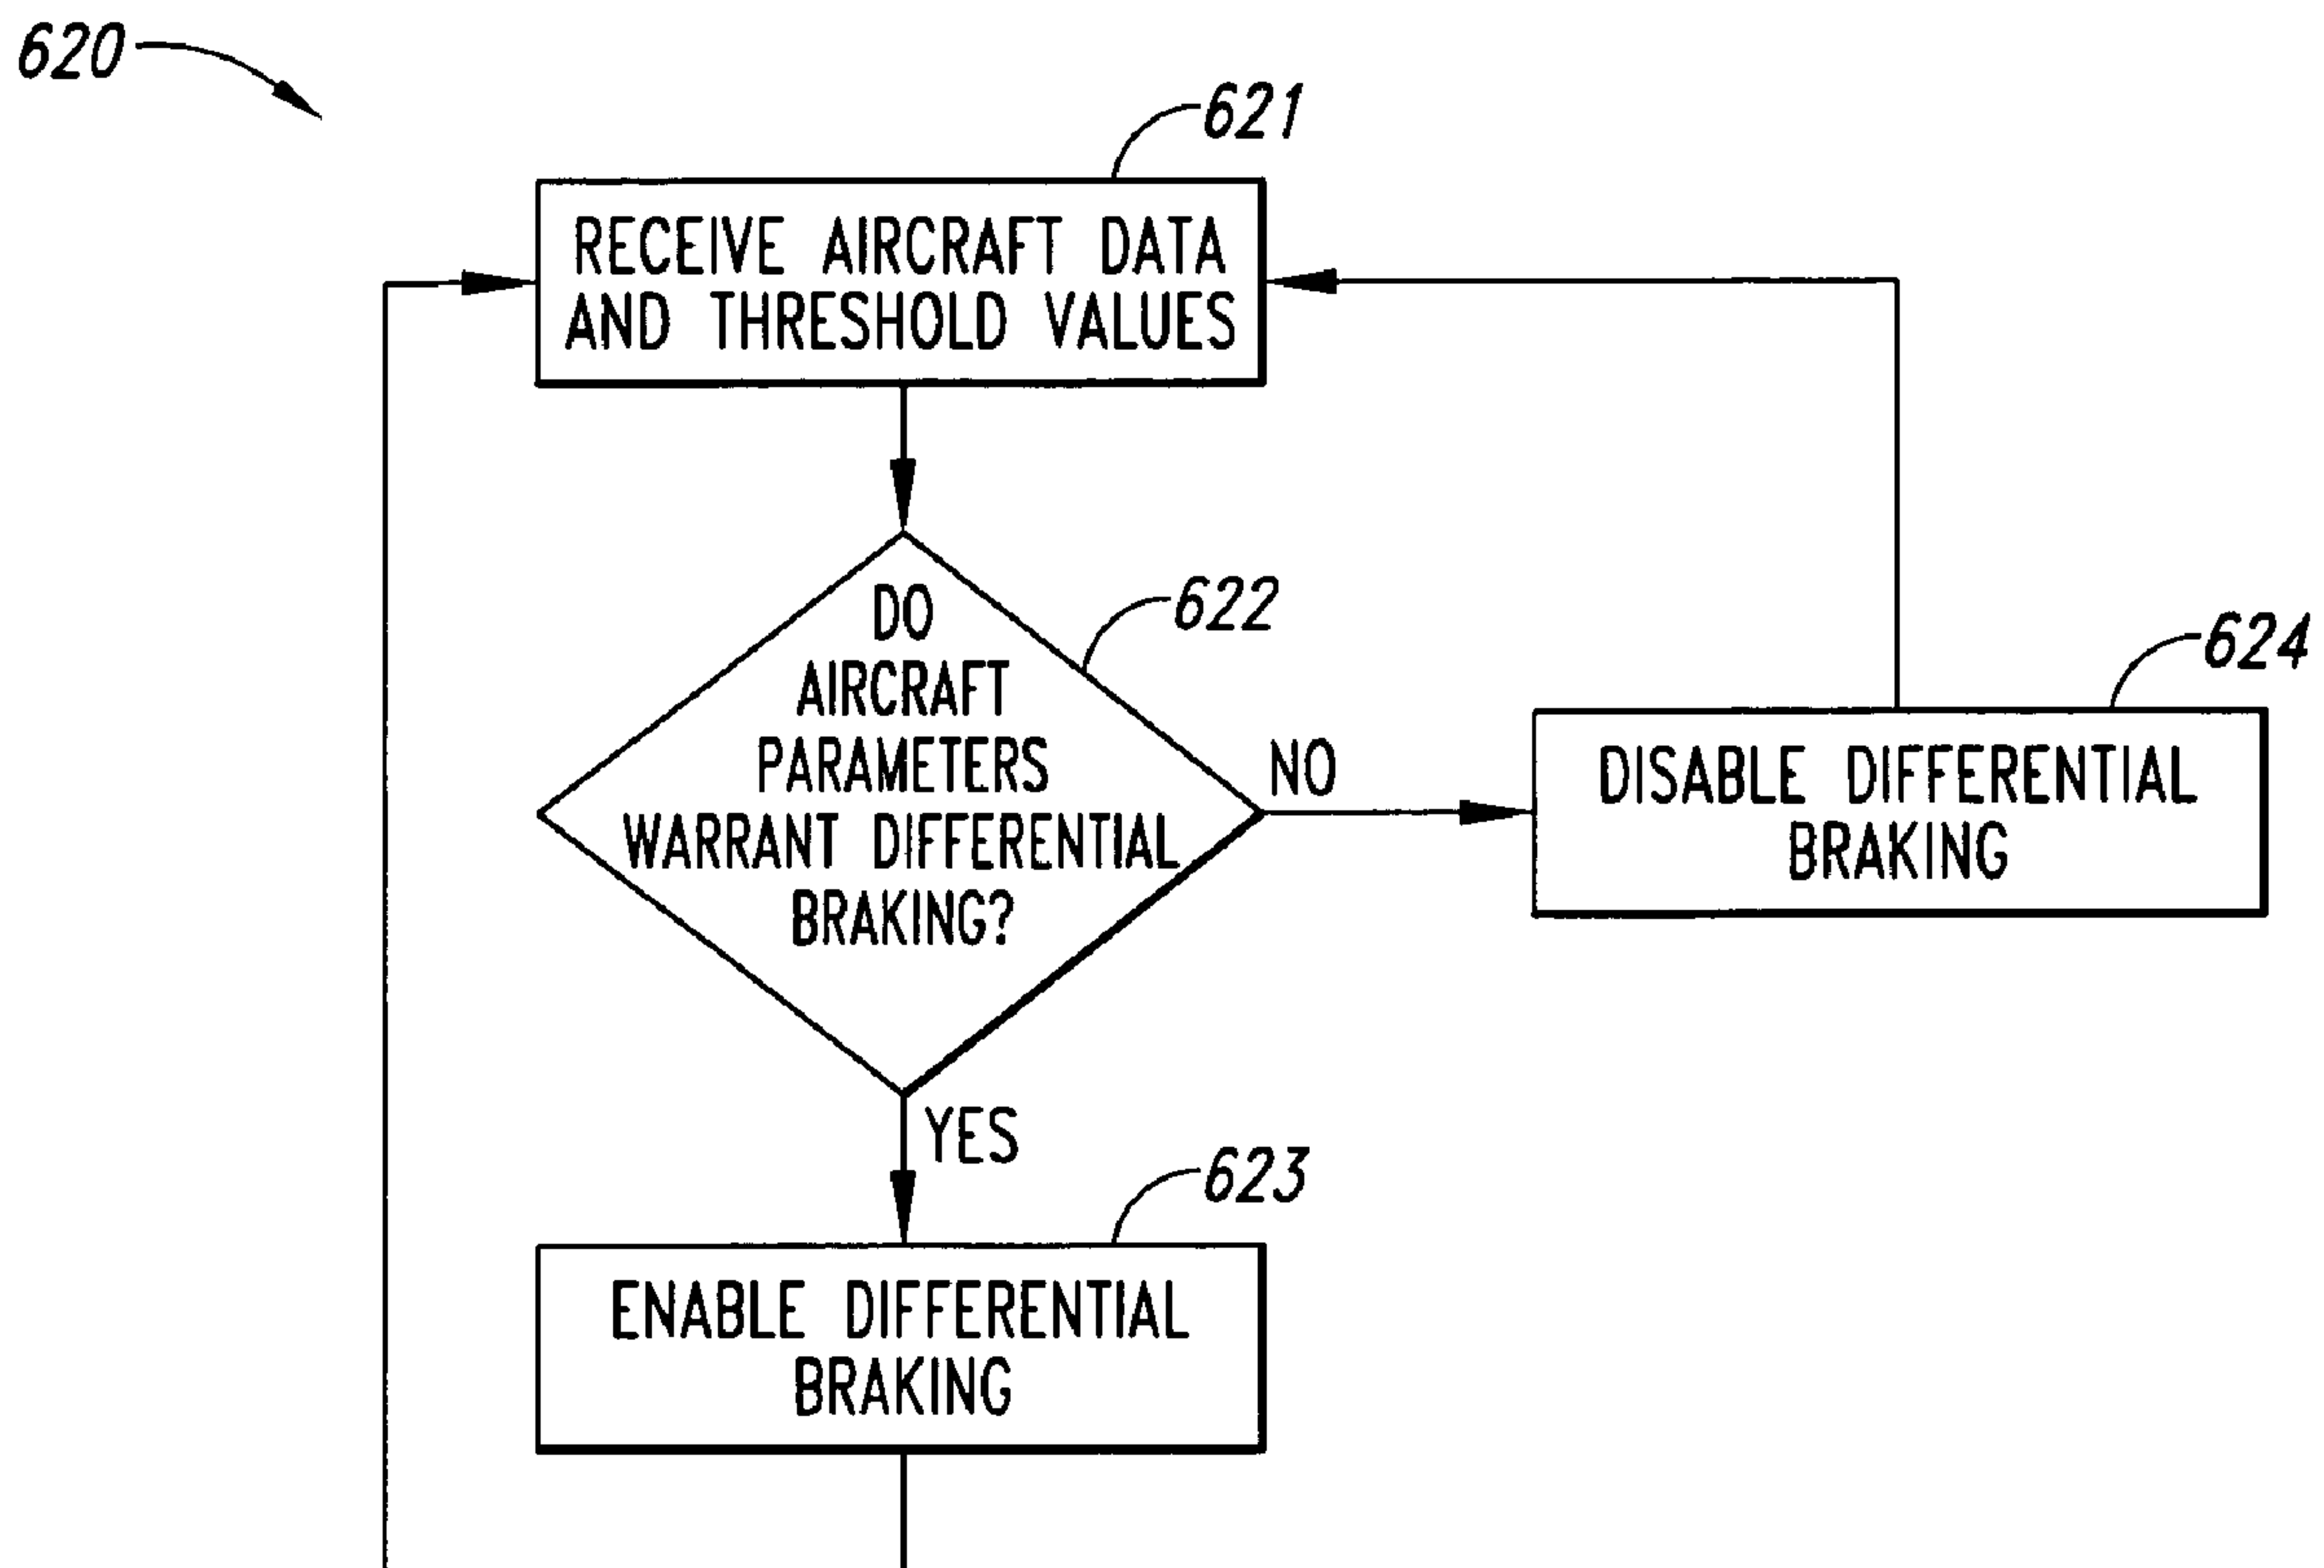 620
621
RECEIVE AIRCRAFT DATA
AND THRESHOLD VALUES
622
DO
AIRCRAFT
PARAMETERS
WARRANT DIFFERENTIAL
BRAKING?
NO
624
DISABLE DIFFERENTIAL
BRAKING
YES
623
ENABLE DIFFERENTIAL
BRAKING